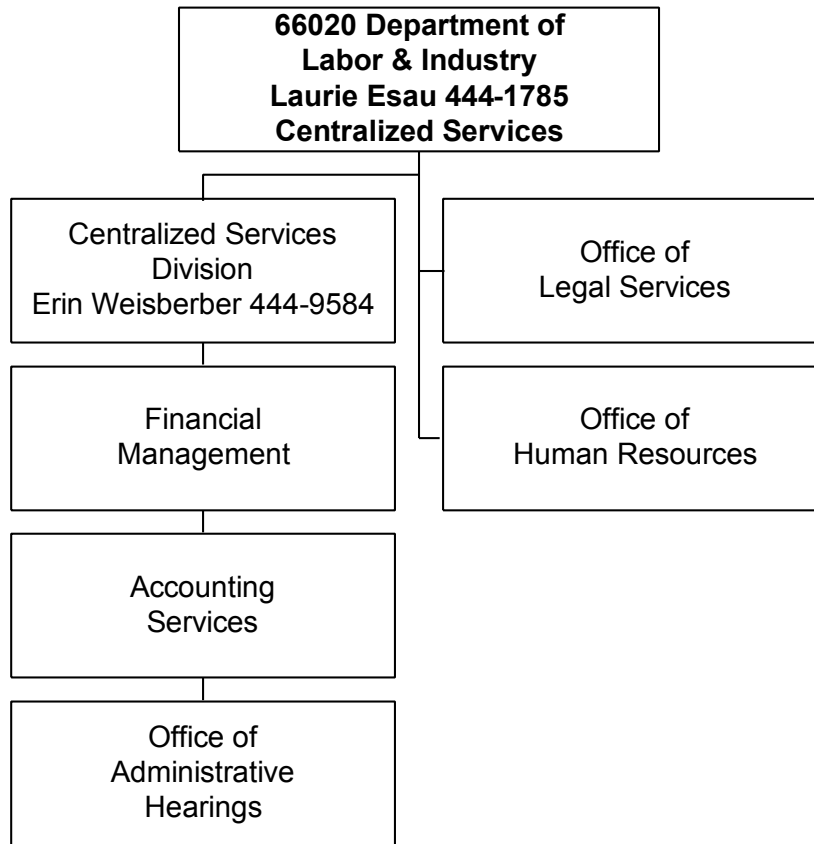 66020 Department of
Labor & Industry
Laurie Esau 444-1785
Centralized Services
Centralized Services
Division
Erin Weisberber 444-9584
Office of
Legal Services
Financial
Management
Office of
Human Resources
Accounting
Services
Office of
Administrative
Hearings